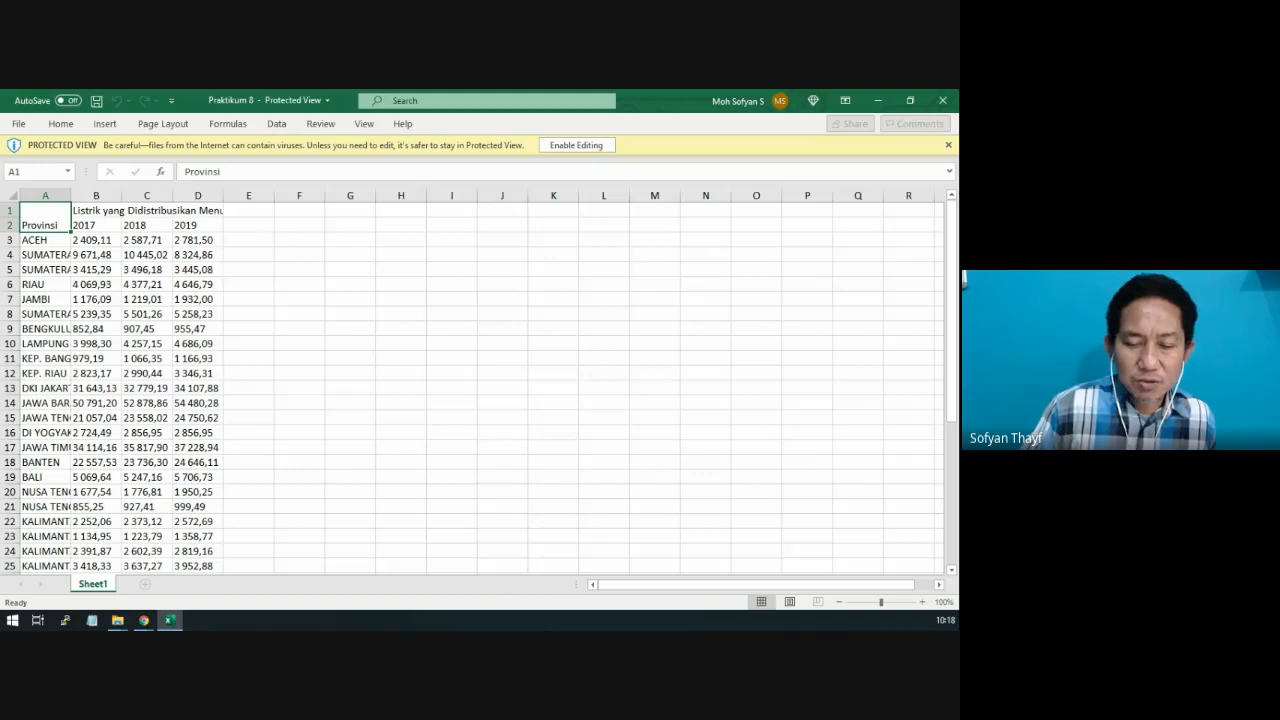 AutoSave Off Praktikum 8 - Protected View Search Moh Sofyan S MS
File Home Insert Page Layout Formulas Data Review View Help Share Comments
PROTECTED VIEW Be careful—files from the Internet can contain viruses. Unless you need to edit, it's safer to stay in Protected View. Enable Editing
A1 fx Provinsi
A B C D E F G H I J K L M N O P Q R
1 Listrik yang Didistribusikan Menu
2 Provinsi 2017 2018 2019
3 ACEH 2 409,11 2 587,71 2 781,50
4 SUMATERA 9 671,48 10 445,02 8 324,86
5 SUMATERA 3 415,29 3 496,18 3 445,08
6 RIAU 4 069,93 4 377,21 4 646,79
7 JAMBI 1 176,09 1 219,01 1 932,00
8 SUMATERA 5 239,35 5 501,26 5 258,23
9 BENGKULU 852,84 907,45 955,47
10 LAMPUNG 3 998,30 4 257,15 4 686,09
11 KEP. BANG 979,19 1 066,35 1 166,93
12 KEP. RIAU 2 823,17 2 990,44 3 346,31
13 DKI JAKAR 31 643,13 32 779,19 34 107,88
14 JAWA BAR 50 791,20 52 878,86 54 480,28
15 JAWA TEN 21 057,04 23 558,02 24 750,62
16 DI YOGYAK 2 724,49 2 856,95 2 856,95
17 JAWA TIMU 34 114,16 35 817,90 37 228,94
18 BANTEN 22 557,53 23 736,30 24 646,11
19 BALI 5 069,64 5 247,16 5 706,73
20 NUSA TENG 1 677,54 1 776,81 1 950,25
21 NUSA TENG 855,25 927,41 999,49
22 KALIMANT 2 252,06 2 373,12 2 572,69
23 KALIMANT 1 134,95 1 223,79 1 358,77
24 KALIMANT 2 391,87 2 602,39 2 819,16
25 KALIMANT 3 418,33 3 637,27 3 952,88
Sheet1
Ready 100%
10:18
Sofyan Thayf